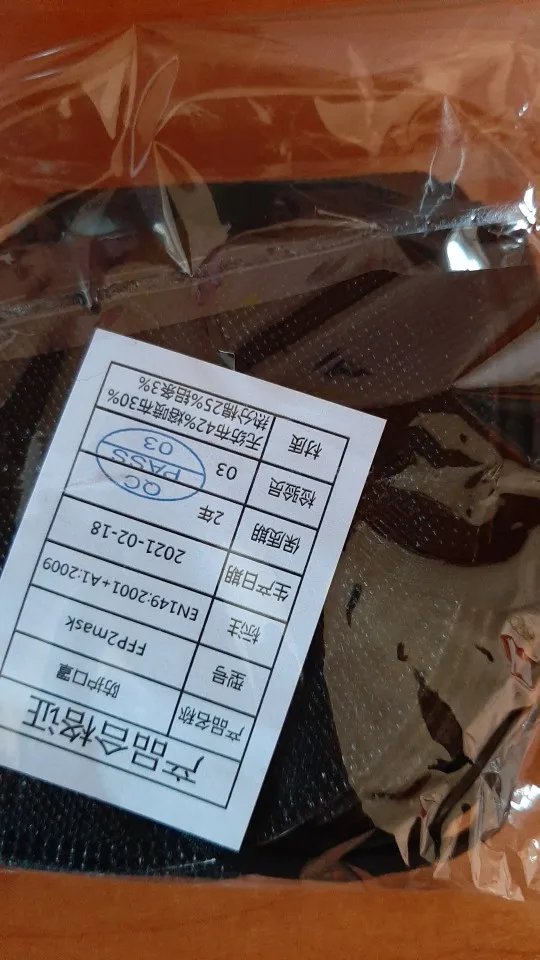 产品合格证
产品名称 防护口罩
型号 FFP2mask
标注 EN149:2001+A1:2009
生产日期 2021-02-18
保质期 2年
检验员 03
QC
PASS
03
材质 无纺布42%熔喷布30%
热分棉25%铝条3%